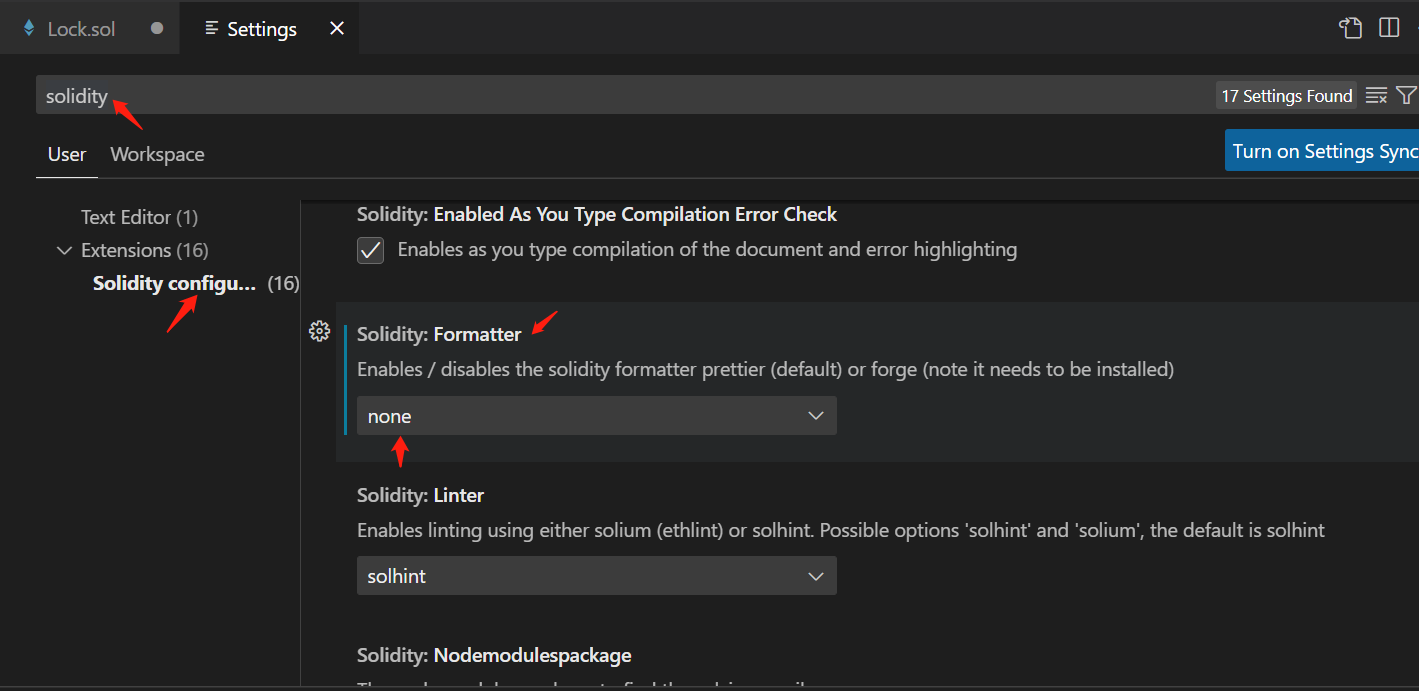 Lock.sol
Settings
solidity
17 Settings Found
User
Workspace
Turn on Settings Sync
Text Editor (1)
Extensions (16)
Solidity configu... (16)
Solidity: Enabled As You Type Compilation Error Check
Enables as you type compilation of the document and error highlighting
Solidity: Formatter
Enables / disables the solidity formatter prettier (default) or forge (note it needs to be installed)
none
Solidity: Linter
Enables linting using either solium (ethlint) or solhint. Possible options 'solhint' and 'solium', the default is solhint
solhint
Solidity: Nodemodulespackage